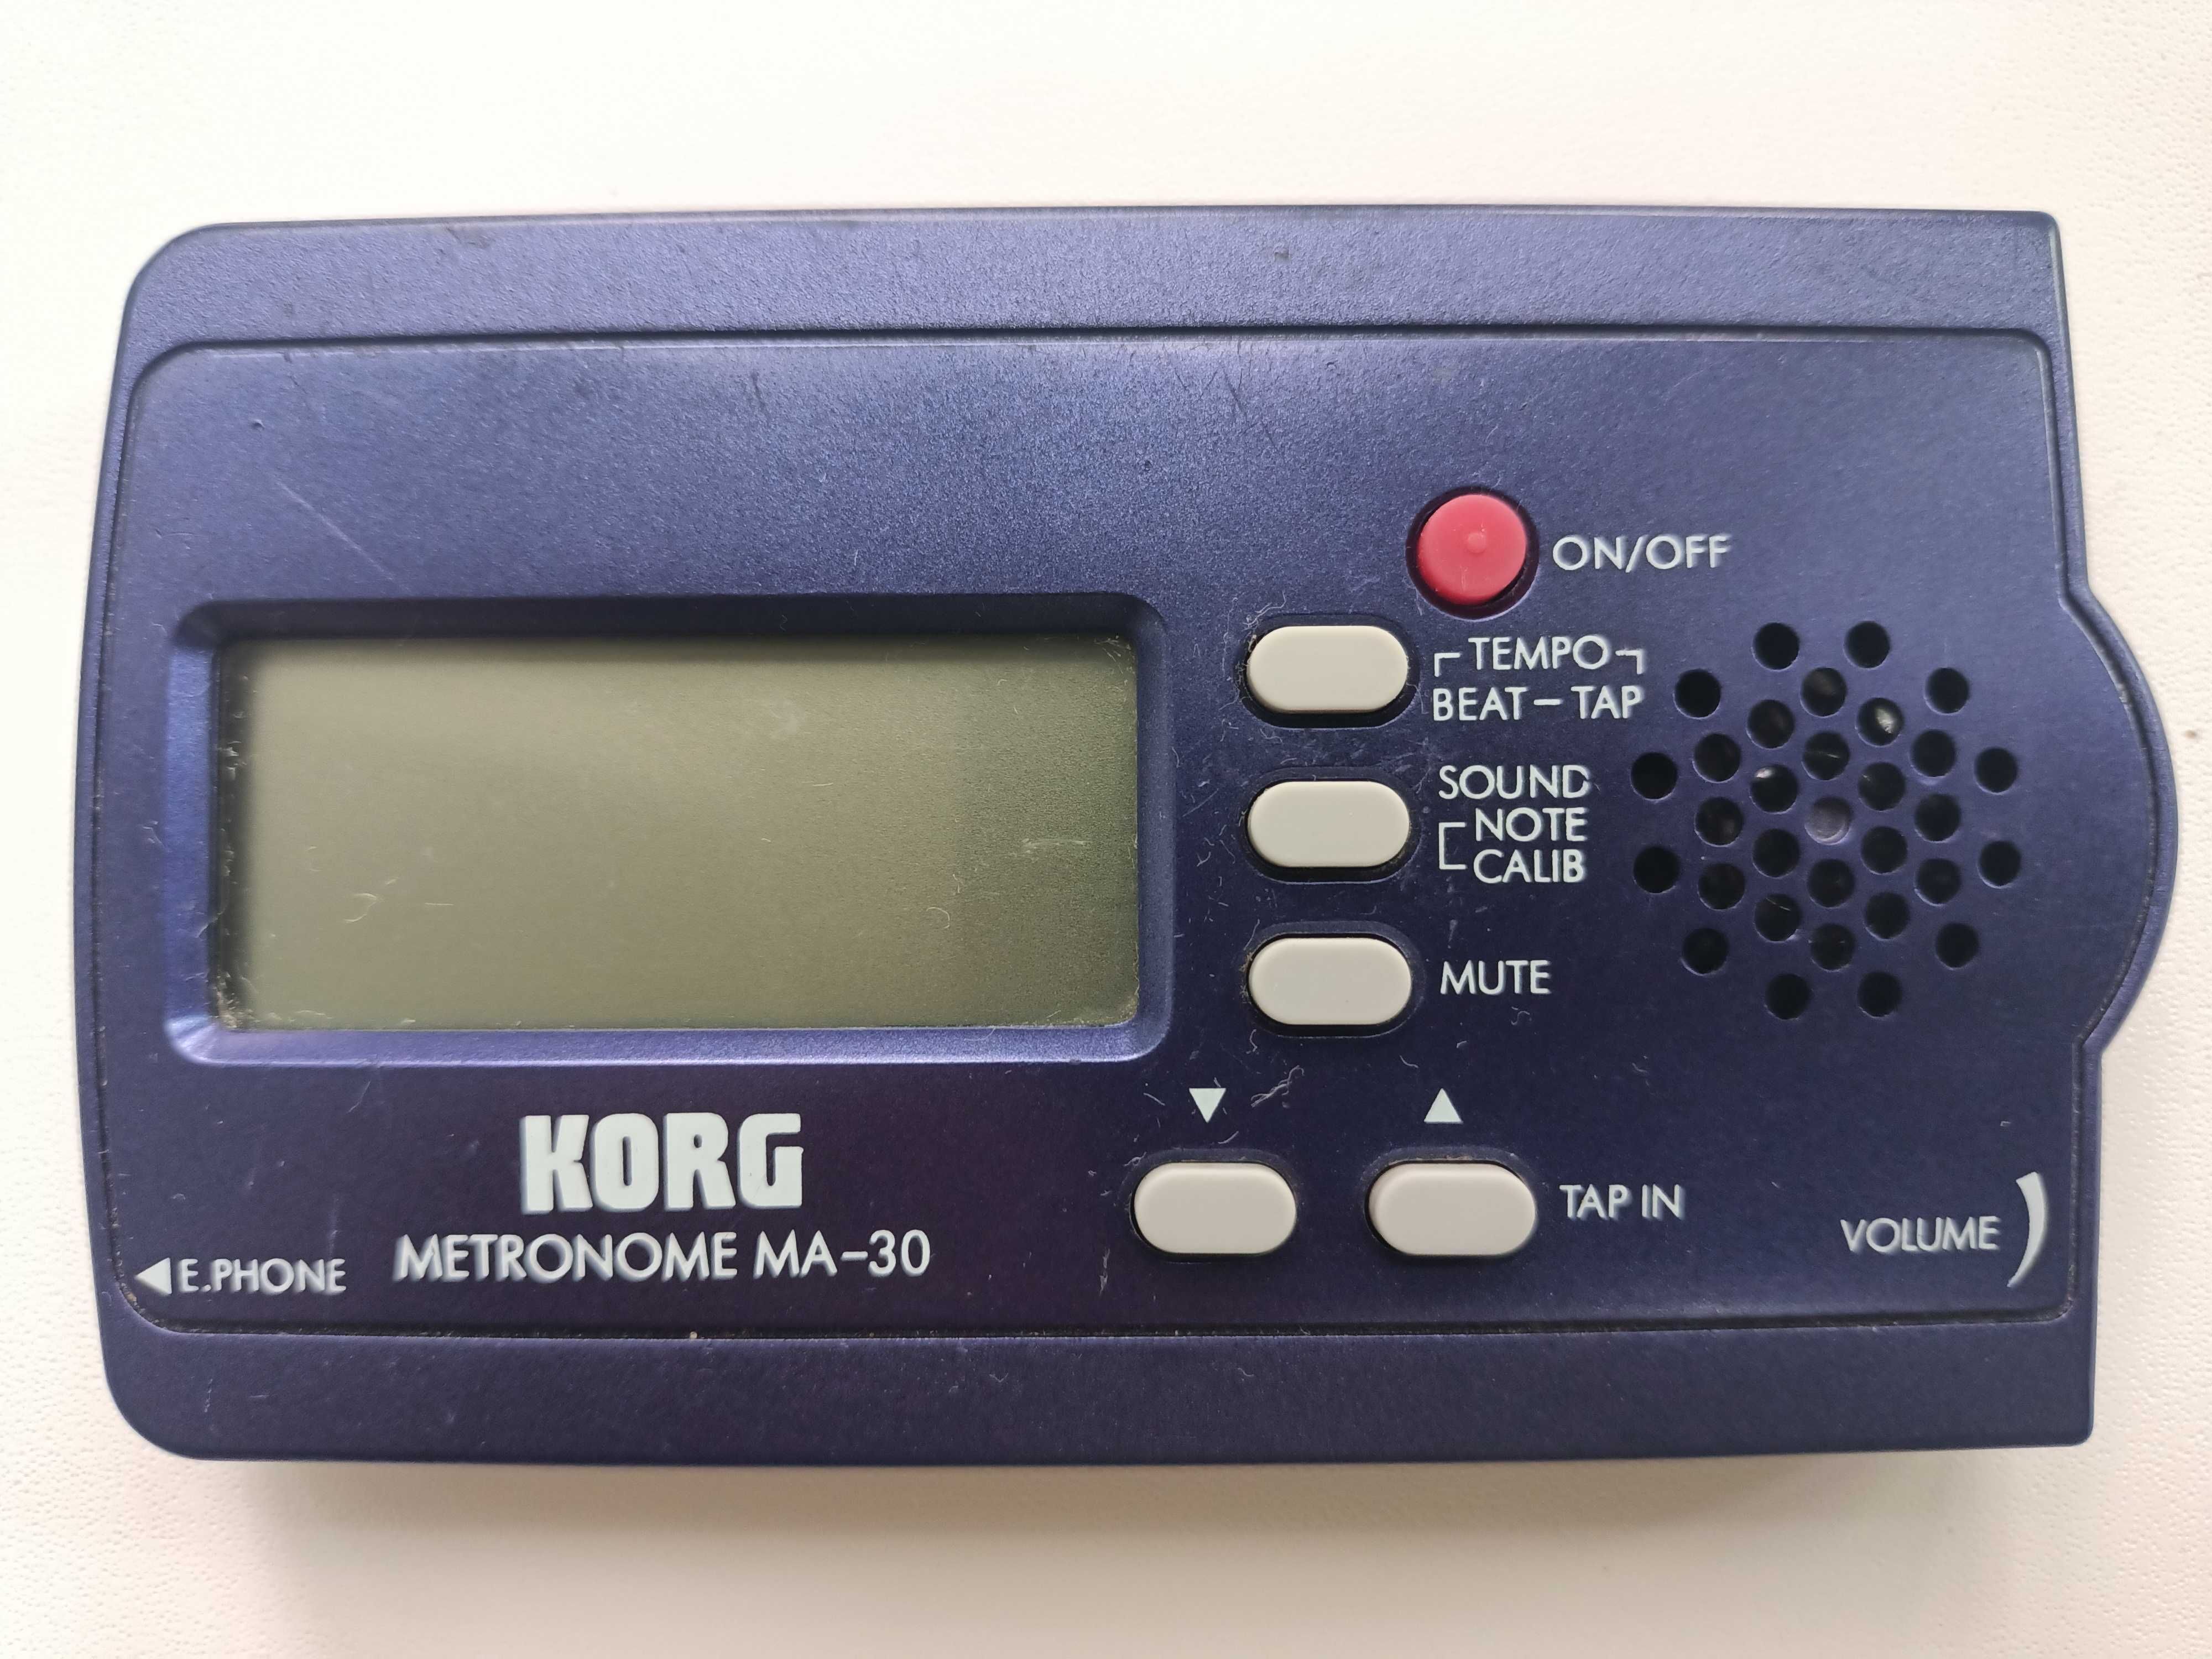 ON/OFF
TEMPO
BEAT – TAP
SOUND
NOTE
CALIB
MUTE
▼ ▲
TAP IN
VOLUME
KORG
METRONOME MA-30
◀E.PHONE